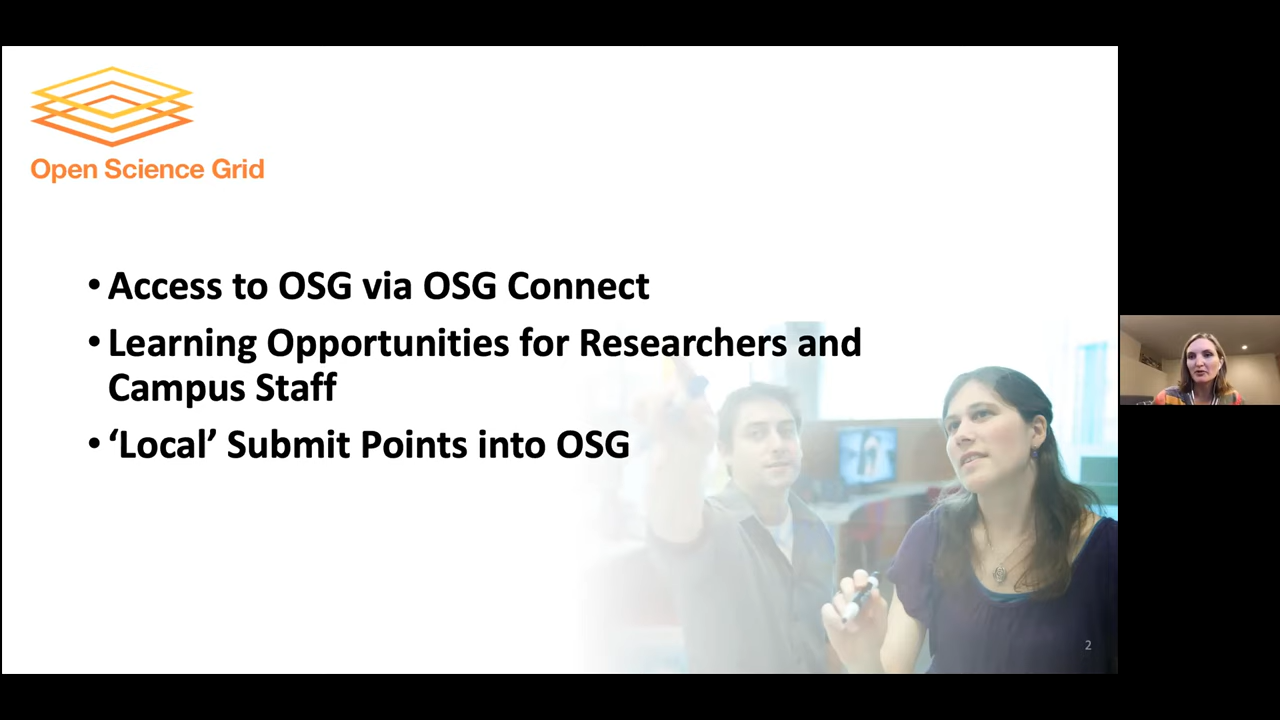 Open Science Grid
• Access to OSG via OSG Connect
• Learning Opportunities for Researchers and
Campus Staff
• ‘Local’ Submit Points into OSG
2